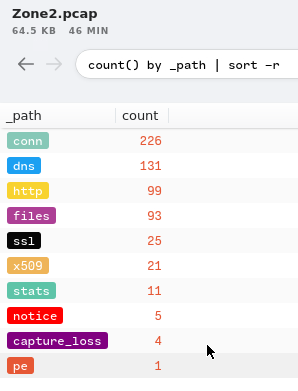 Zone2.pcap
64.5 KB 46 MIN
count() by _path | sort -r
_path count
conn 226
dns 131
http 99
files 93
ssl 25
x509 21
stats 11
notice 5
capture_loss 4
pe 1